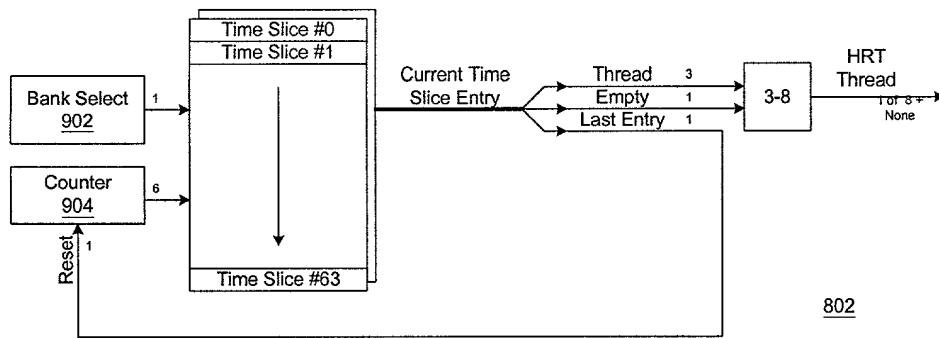 Time Slice #0
Time Slice #1
Bank Select
902
1
Counter
904
6
Reset
1
Time Slice #63
Current Time
Slice Entry
Thread 3
Empty 1
Last Entry 1
3-8
HRT
Thread
1 of 8 +
None
802